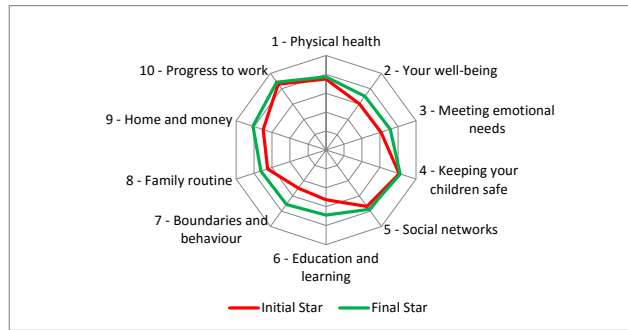 1 - Physical health
2 - Your well-being
3 - Meeting emotional
needs
4 - Keeping your
children safe
5 - Social networks
6 - Education and
learning
7 - Boundaries and
behaviour
8 - Family routine
9 - Home and money
10 - Progress to work
Initial Star
Final Star